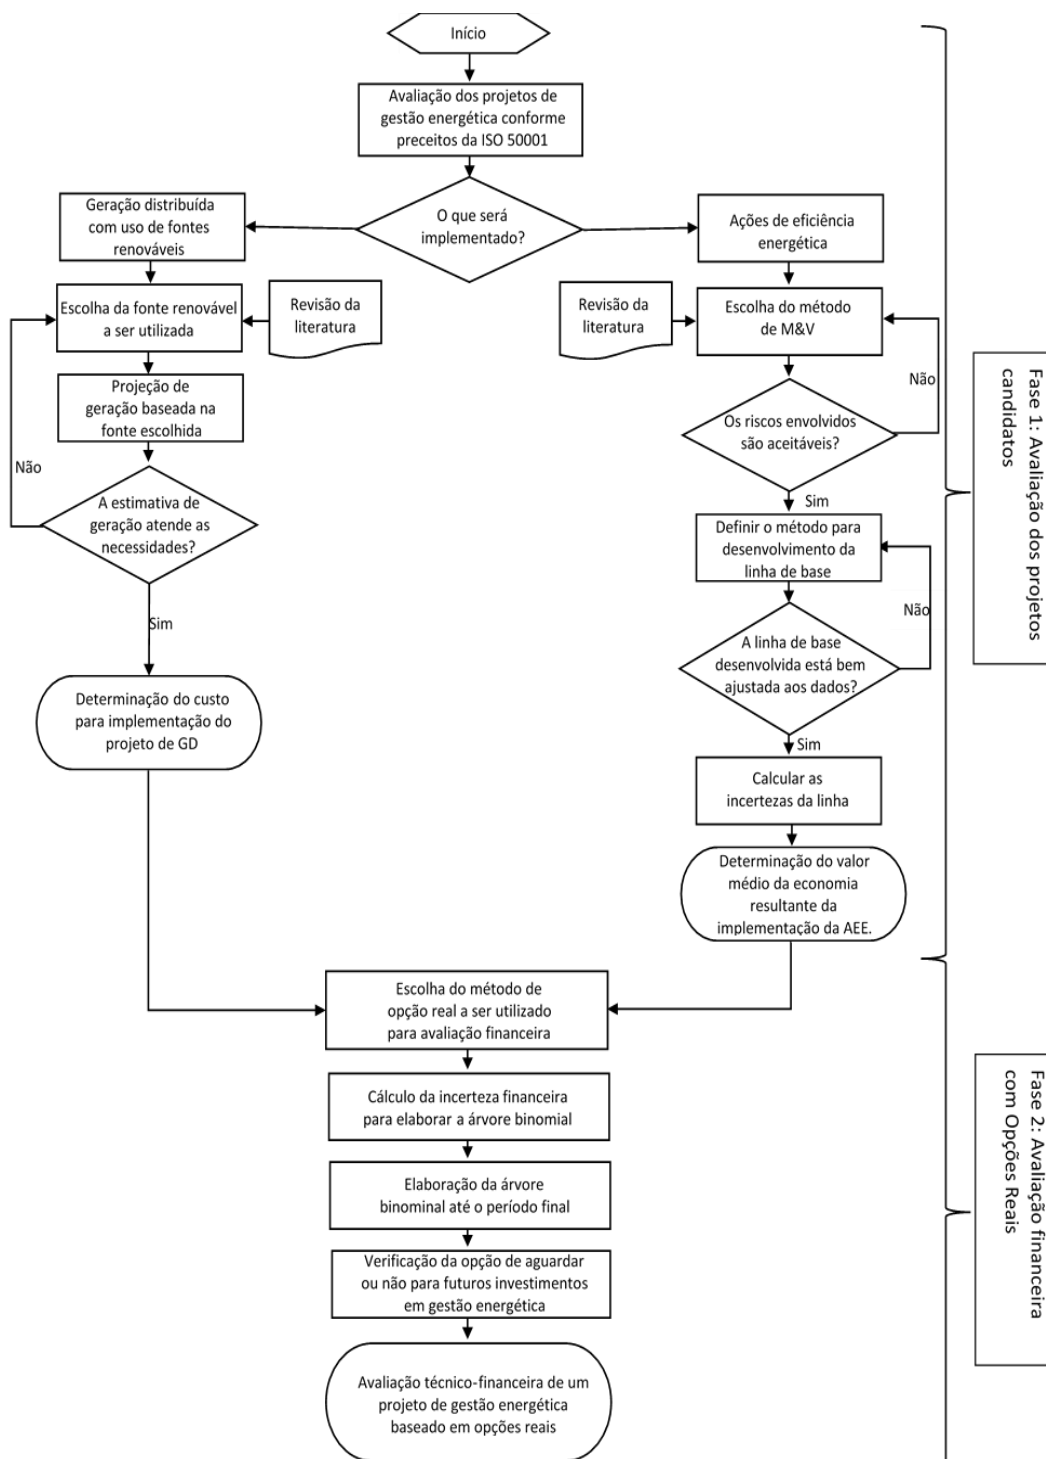 Início
Avaliação dos projetos de
gestão energética conforme
preceitos da ISO 50001
O que será
implementado?
Geração distribuída
com uso de fontes
renováveis
Escolha da fonte renovável
a ser utilizada
Revisão da
literatura
Projeção de
geração baseada na
fonte escolhida
Não
A estimativa de
geração atende as
necessidades?
Sim
Determinação do custo
para implementação do
projeto de GD
Ações de eficiência
energética
Revisão da
literatura
Escolha do método
de M&V
Não
Os riscos envolvidos
são aceitáveis?
Sim
Definir o método para
desenvolvimento da
linha de base
Não
A linha de base
desenvolvida está bem
ajustada aos dados?
Sim
Calcular as
incertezas da linha
Determinação do valor
médio da economia
resultante da
implementação da AEE.
Fase 1: Avaliação dos projetos
candidatos
Escolha do método de
opção real a ser utilizado
para avaliação financeira
Cálculo da incerteza financeira
para elaborar a árvore binomial
Elaboração da árvore
binominal até o período final
Verificação da opção de aguardar
ou não para futuros investimentos
em gestão energética
Avaliação técnico-financeira de um
projeto de gestão energética
baseado em opções reais
Fase 2: Avaliação financeira
com Opções Reais